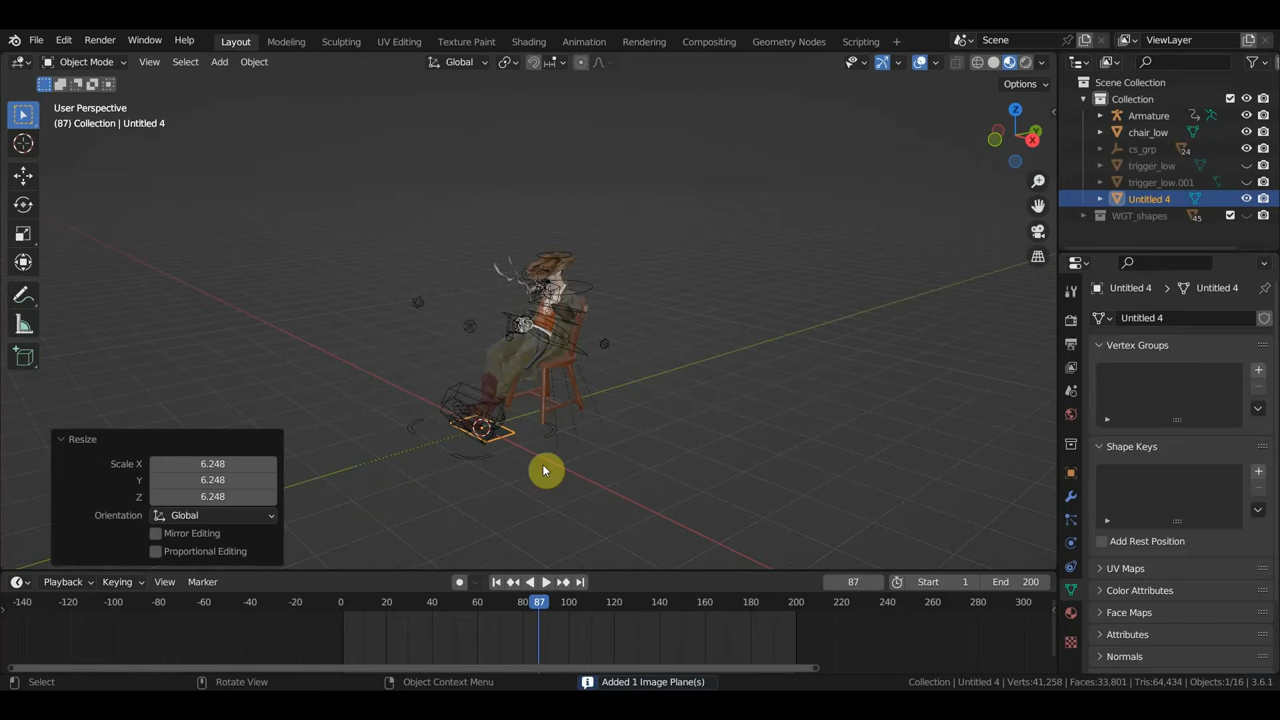 File Edit Render Window Help Layout Modeling Sculpting UV Editing Texture Paint Shading Animation Rendering Compositing Geometry Nodes Scripting + Scene ViewLayer
Object Mode View Select Add Object Global
Options
User Perspective
(87) Collection | Untitled 4
Z
Y
X
Scene Collection
Collection
Armature
chair_low
cs_grp 24
trigger_low
trigger_low.001
Untitled 4
WGT_shapes 45
Untitled 4 > Untitled 4
Untitled 4
Vertex Groups
Shape Keys
Add Rest Position
UV Maps
Color Attributes
Face Maps
Attributes
Normals
Resize
Scale X 6.248
Y 6.248
Z 6.248
Orientation Global
Mirror Editing
Proportional Editing
Playback Keying View Marker 87 Start 1 End 200
-140 -120 -100 -80 -60 -40 -20 0 20 40 60 80 87 100 120 140 160 180 200 220 240 260 280 300
Select Rotate View Object Context Menu Added 1 Image Plane(s) Collection | Untitled 4 | Verts:41,258 | Faces:33,801 | Tris:64,434 | Objects:1/16 | 3.6.1